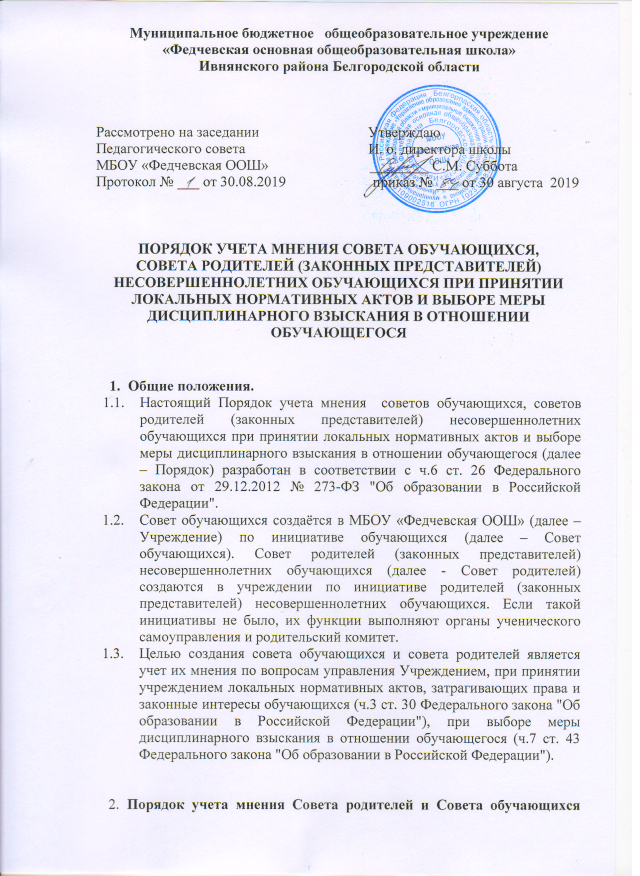 Муниципальное бюджетное общеобразовательное учреждение
«Федчевская основная общеобразовательная школа»
Ивнянского района Белгородской области
Рассмотрено на заседании
Педагогического совета
МБОУ «Федчевская ООШ»
Протокол № 1 от 30.08.2019
Утверждаю
И. о. директора школы
С.М. Суббота
приказ № от 30 августа 2019
ПОРЯДОК УЧЕТА МНЕНИЯ СОВЕТА ОБУЧАЮЩИХСЯ,
СОВЕТА РОДИТЕЛЕЙ (ЗАКОННЫХ ПРЕДСТАВИТЕЛЕЙ)
НЕСОВЕРШЕННОЛЕТНИХ ОБУЧАЮЩИХСЯ ПРИ ПРИНЯТИИ
ЛОКАЛЬНЫХ НОРМАТИВНЫХ АКТОВ И ВЫБОРЕ МЕРЫ
ДИСЦИПЛИНАРНОГО ВЗЫСКАНИЯ В ОТНОШЕНИИ
ОБУЧАЮЩЕГОСЯ
1. Общие положения.
1.1. Настоящий Порядок учета мнения советов обучающихся, советов
родителей (законных представителей) несовершеннолетних
обучающихся при принятии локальных нормативных актов и выборе
меры дисциплинарного взыскания в отношении обучающегося (далее
– Порядок) разработан в соответствии с ч.6 ст. 26 Федерального
закона от 29.12.2012 № 273-ФЗ "Об образовании в Российской
Федерации".
1.2. Совет обучающихся создаётся в МБОУ «Федчевская ООШ» (далее –
Учреждение) по инициативе обучающихся (далее – Совет
обучающихся). Совет родителей (законных представителей)
несовершеннолетних обучающихся (далее - Совет родителей)
создаются в учреждении по инициативе родителей (законных
представителей) несовершеннолетних обучающихся. Если такой
инициативы не было, их функции выполняют органы ученического
самоуправления и родительский комитет.
1.3. Целью создания совета обучающихся и совета родителей является
учет их мнения по вопросам управления Учреждением, при принятии
учреждением локальных нормативных актов, затрагивающих права и
законные интересы обучающихся (ч.3 ст. 30 Федерального закона "Об
образовании в Российской Федерации"), при выборе меры
дисциплинарного взыскания в отношении обучающегося (ч.7 ст. 43
Федерального закона "Об образовании в Российской Федерации").
2. Порядок учета мнения Совета родителей и Совета обучающихся